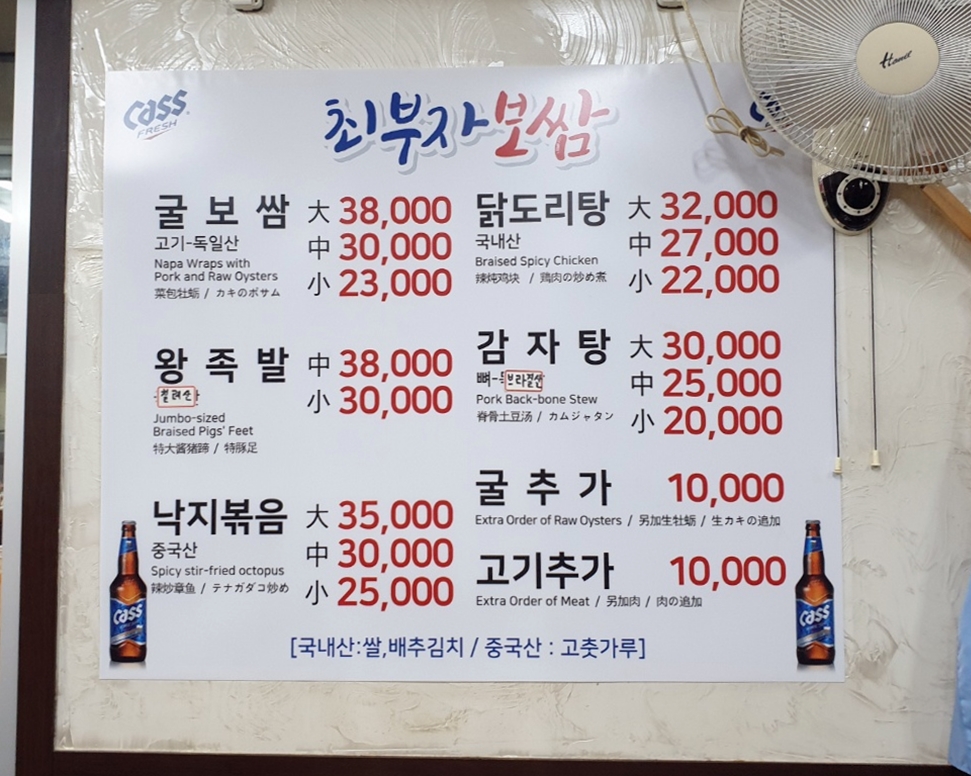 Cass
FRESH
최부자보쌈
굴 보 쌈
고기-독일산
Napa Wraps with
Pork and Raw Oysters
菜包牡蛎 / カキのポサム
大 38,000
中 30,000
小 23,000
왕 족 발
칠레산
Jumbo-sized
Braised Pigs' Feet
特大酱猪蹄 / 特豚足
中 38,000
小 30,000
낙지볶음
중국산
Spicy stir-fried octopus
辣炒章鱼 / テナガダコ炒め
大 35,000
中 30,000
小 25,000
닭도리탕
국내산
Braised Spicy Chicken
辣炖鸡块 / 鶏肉の炒め煮
大 32,000
中 27,000
小 22,000
감 자 탕
뼈-
Pork Back-bone Stew
脊骨土豆汤 / カムジャタン
大 30,000
中 25,000
小 20,000
굴 추 가 10,000
Extra Order of Raw Oysters / 另加生牡蛎 / 生カキの追加
고기추가 10,000
Extra Order of Meat / 另加肉 / 肉の追加
[국내산:쌀,배추김치 / 중국산 : 고춧가루]
Cass
Cass